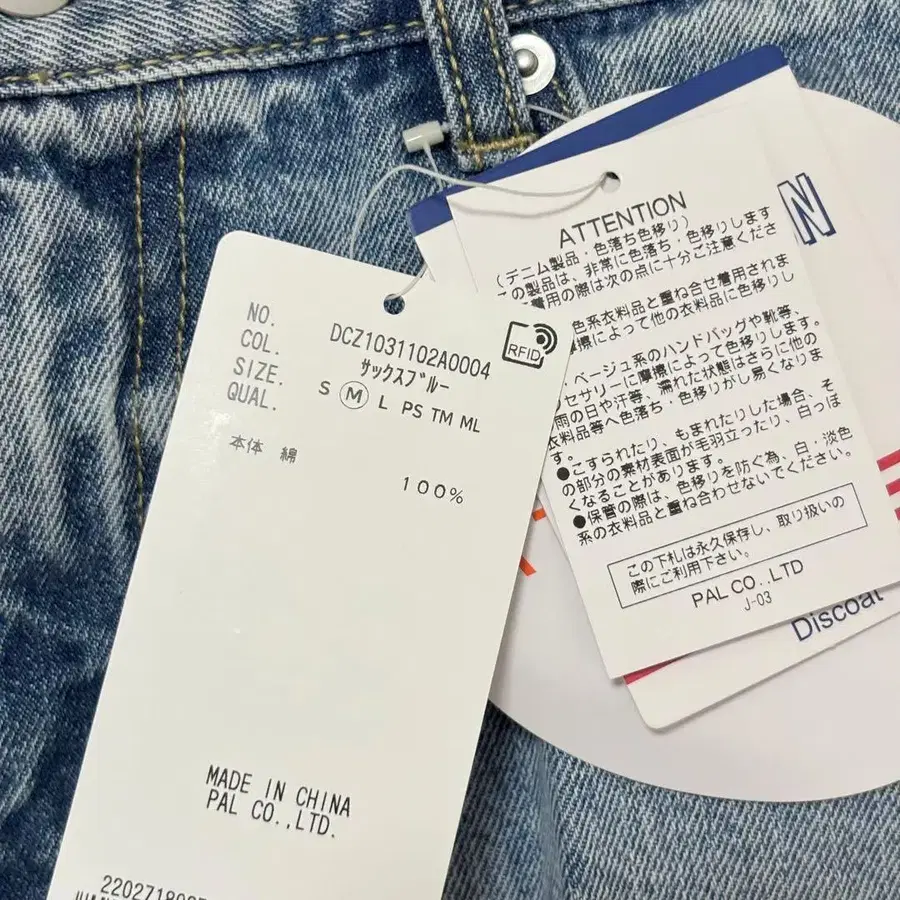 NO. DCZ1031102A0004
COL. サックスブルー
SIZE. S M L PS TM ML
QUAL.
本体 綿
100%
RFID
MADE IN CHINA
PAL CO.,LTD.
ATTENTION
(デニム製品・色落ち色移り)
の製品は、非常に色落ち・色移りします
着用の際は次の点に十分ご注意くださ
色系衣料品と重ね合せ着用されま
摩擦によって他の衣料品に色移りし
・ベージュ系のハンドバッグや靴等、
セサリーに摩擦によって色移りします。
雨の日や汗等、濡れた状態はさらに他の
衣料品等へ色落ち・色移りがし易くなりま
す。
●こすられたり、もまれたりした場合、そ
の部分の素材表面が毛羽立ったり、白っぽ
くなることがあります。
●保管の際は、色移りを防ぐ為、白・淡色
系の衣料品と重ね合わせないでください。
この下札は永久保存し、取り扱いの
際にご利用下さい。
PAL CO.,LTD
J-03
N
Discoat